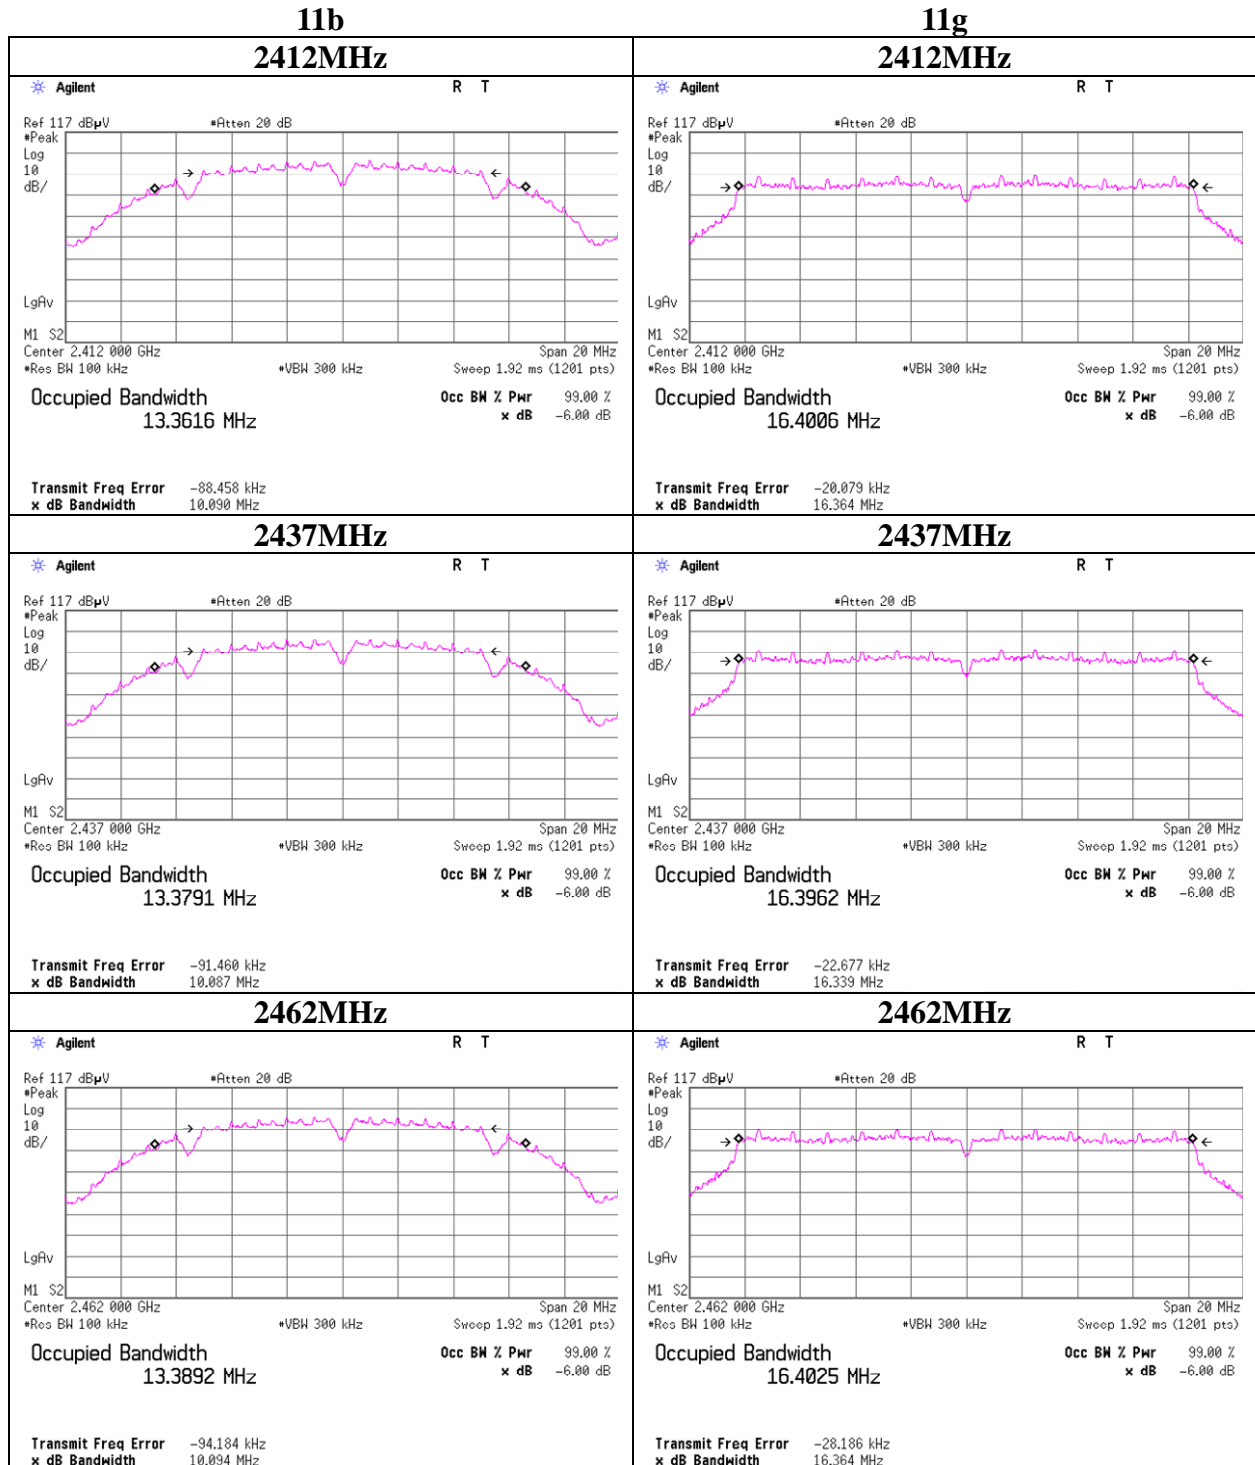 11b 11g
2412MHz 2412MHz
Agilent R T
Ref 117 dBµV #Atten 20 dB
#Peak
Log
10
dB/
LgAv
M1 S2
Center 2.412 000 GHz Span 20 MHz
#Res BW 100 kHz #VBW 300 kHz Sweep 1.92 ms (1201 pts)
Occupied Bandwidth Occ BW % Pwr 99.00 %
13.3616 MHz x dB -6.00 dB
Transmit Freq Error -88.458 kHz
x dB Bandwidth 10.090 MHz
Agilent R T
Ref 117 dBµV #Atten 20 dB
#Peak
Log
10
dB/
LgAv
M1 S2
Center 2.412 000 GHz Span 20 MHz
#Res BW 100 kHz #VBW 300 kHz Sweep 1.92 ms (1201 pts)
Occupied Bandwidth Occ BW % Pwr 99.00 %
16.4006 MHz x dB -6.00 dB
Transmit Freq Error -20.079 kHz
x dB Bandwidth 16.364 MHz
2437MHz 2437MHz
Agilent R T
Ref 117 dBµV #Atten 20 dB
#Peak
Log
10
dB/
LgAv
M1 S2
Center 2.437 000 GHz Span 20 MHz
#Res BW 100 kHz #VBW 300 kHz Sweep 1.92 ms (1201 pts)
Occupied Bandwidth Occ BW % Pwr 99.00 %
13.3791 MHz x dB -6.00 dB
Transmit Freq Error -91.460 kHz
x dB Bandwidth 10.087 MHz
Agilent R T
Ref 117 dBµV #Atten 20 dB
#Peak
Log
10
dB/
LgAv
M1 S2
Center 2.437 000 GHz Span 20 MHz
#Res BW 100 kHz #VBW 300 kHz Sweep 1.92 ms (1201 pts)
Occupied Bandwidth Occ BW % Pwr 99.00 %
16.3962 MHz x dB -6.00 dB
Transmit Freq Error -22.677 kHz
x dB Bandwidth 16.339 MHz
2462MHz 2462MHz
Agilent R T
Ref 117 dBµV #Atten 20 dB
#Peak
Log
10
dB/
LgAv
M1 S2
Center 2.462 000 GHz Span 20 MHz
#Res BW 100 kHz #VBW 300 kHz Sweep 1.92 ms (1201 pts)
Occupied Bandwidth Occ BW % Pwr 99.00 %
13.3892 MHz x dB -6.00 dB
Transmit Freq Error -94.184 kHz
x dB Bandwidth 10.094 MHz
Agilent R T
Ref 117 dBµV #Atten 20 dB
#Peak
Log
10
dB/
LgAv
M1 S2
Center 2.462 000 GHz Span 20 MHz
#Res BW 100 kHz #VBW 300 kHz Sweep 1.92 ms (1201 pts)
Occupied Bandwidth Occ BW % Pwr 99.00 %
16.4025 MHz x dB -6.00 dB
Transmit Freq Error -28.186 kHz
x dB Bandwidth 16.364 MHz